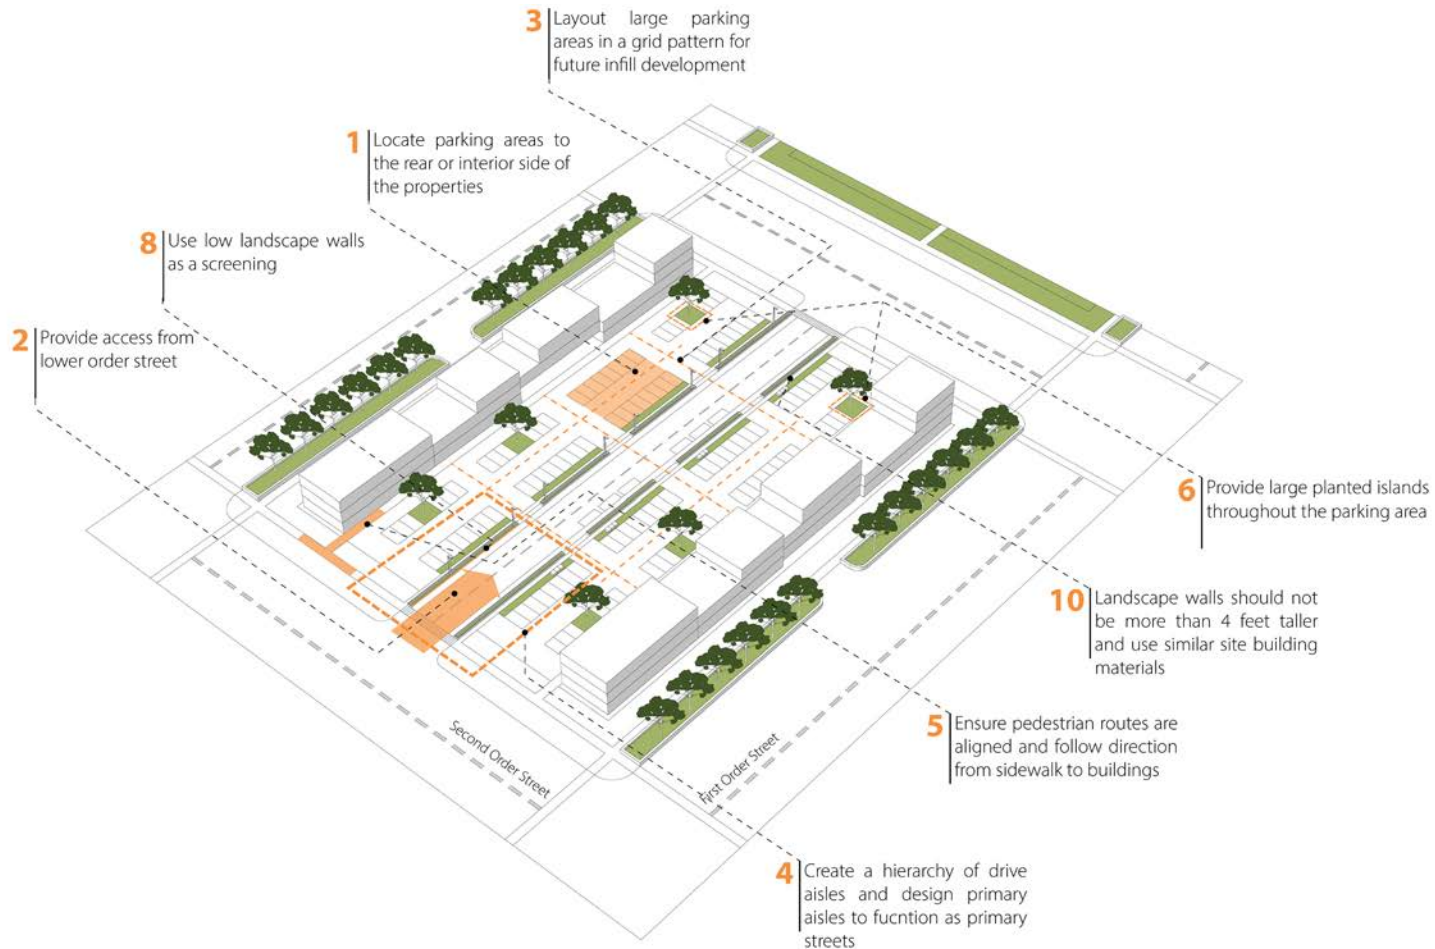 3 Layout large parking
areas in a grid pattern for
future infill development
1 Locate parking areas to
the rear or interior side of
the properties
8 Use low landscape walls
as a screening
2 Provide access from
lower order street
6 Provide large planted islands
throughout the parking area
10 Landscape walls should not
be more than 4 feet taller
and use similar site building
materials
5 Ensure pedestrian routes are
aligned and follow direction
from sidewalk to buildings
Second Order Street
First Order Street
4 Create a hierarchy of drive
aisles and design primary
aisles to fucntion as primary
streets